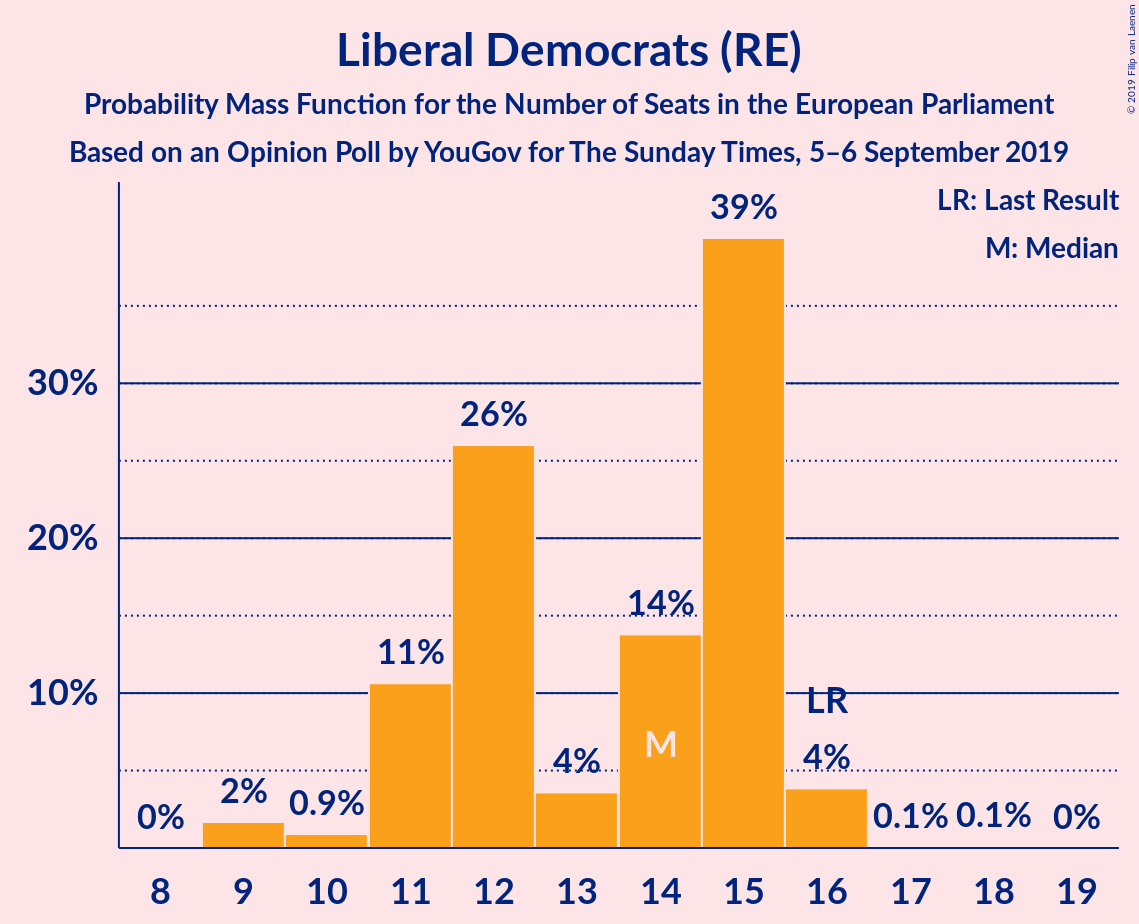 Liberal Democrats (RE)
Probability Mass Function for the Number of Seats in the European Parliament
Based on an Opinion Poll by YouGov for The Sunday Times, 5–6 September 2019
© 2019 Filip van Laenen
LR: Last Result
M: Median
39%
30%
26%
20%
14%
11%
10%
LR
M
4%
4%
2%
0.9%
0%
0.1%
0.1%
0%
8 9 10 11 12 13 14 15 16 17 18 19